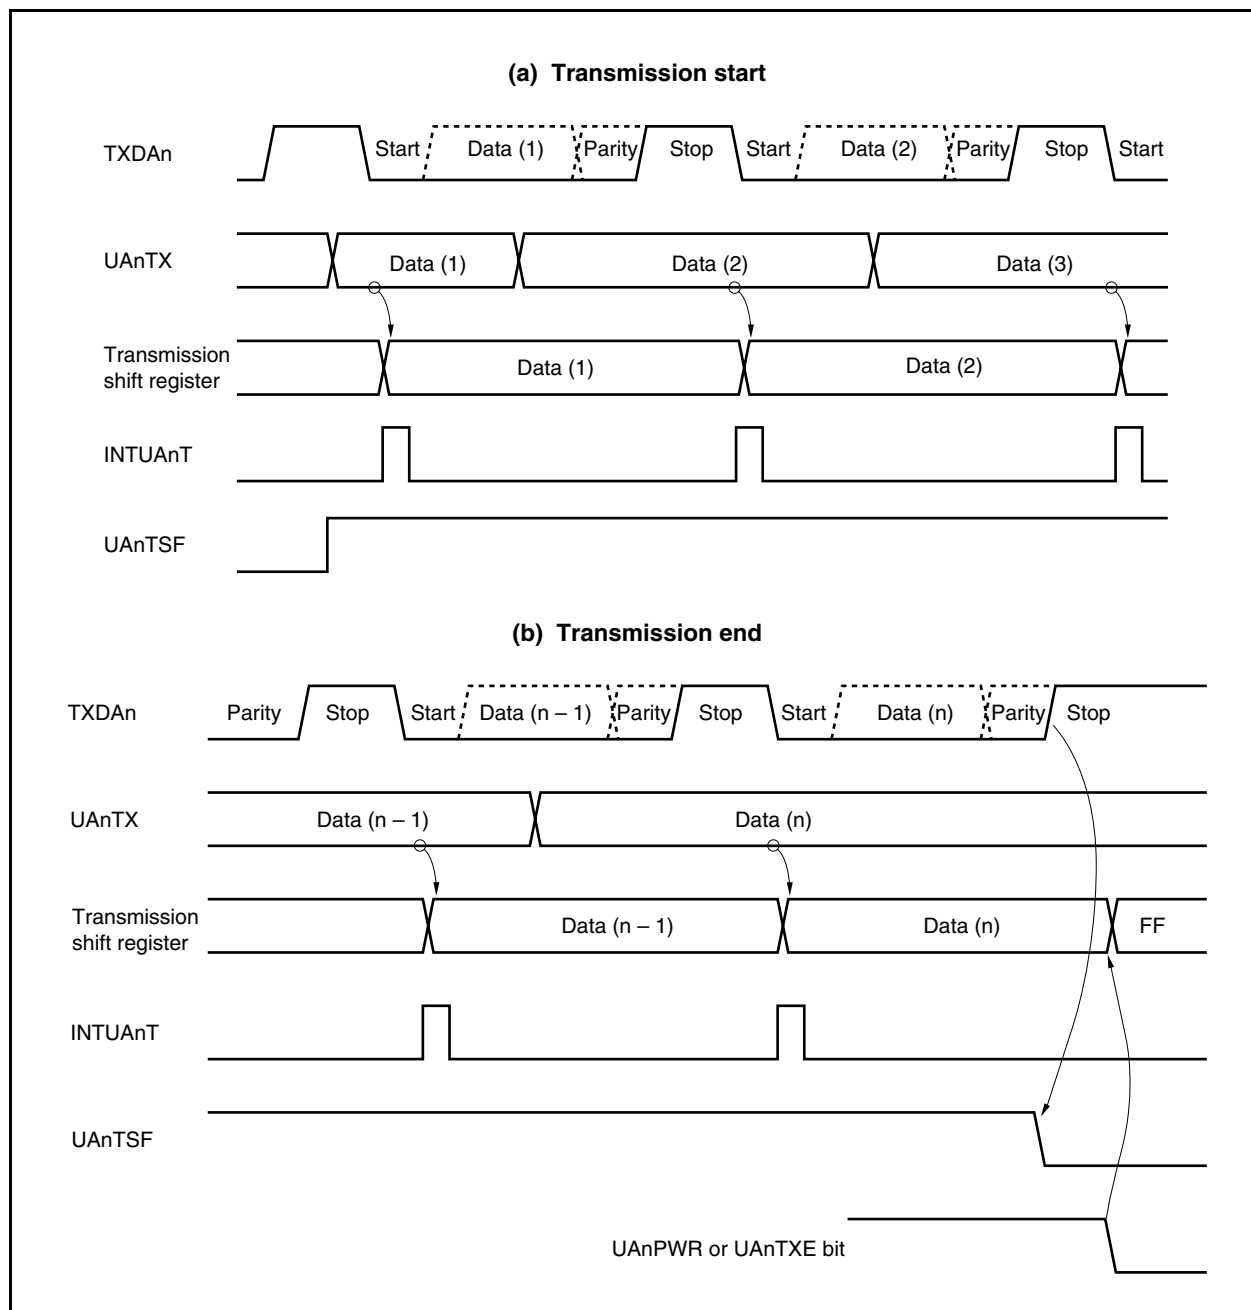 (a) Transmission start
TXDAn
Start Data (1) Parity Stop Start Data (2) Parity Stop Start
UAnTX
Data (1) Data (2) Data (3)
Transmission
shift register
Data (1) Data (2)
INTUAnT
UAnTSF
(b) Transmission end
TXDAn
Parity Stop Start Data (n – 1) Parity Stop Start Data (n) Parity Stop
UAnTX
Data (n – 1) Data (n)
Transmission
shift register
Data (n – 1) Data (n) FF
INTUAnT
UAnTSF
UAnPWR or UAnTXE bit